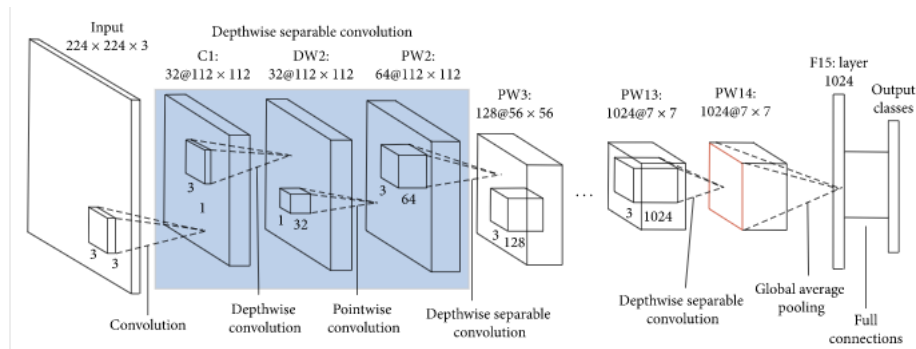 Input
224 × 224 × 3
Depthwise separable convolution
C1:
32@112 × 112
DW2:
32@112 × 112
PW2:
64@112 × 112
PW3:
128@56 × 56
PW13:
1024@7 × 7
PW14:
1024@7 × 7
F15: layer
1024
Output
classes
3
3
3
1
1
32
3
64
3
128
...
3
1024
Convolution
Depthwise
convolution
Pointwise
convolution
Depthwise separable
convolution
Depthwise separable
convolution
Global average
pooling
Full
connections